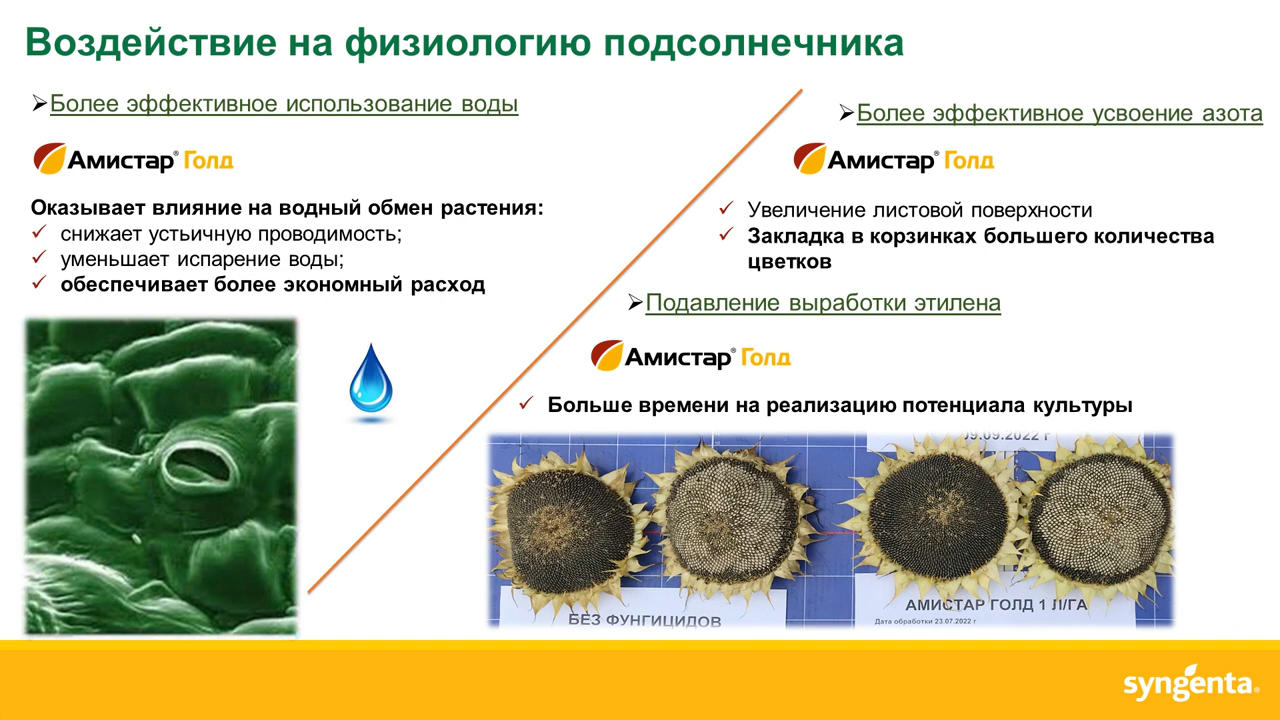 Воздействие на физиологию подсолнечника
➢Более эффективное использование воды
Амистар® Голд
Оказывает влияние на водный обмен растения:
✓ снижает устьичную проводимость;
✓ уменьшает испарение воды;
✓ обеспечивает более экономный расход
➢Более эффективное усвоение азота
Амистар® Голд
✓ Увеличение листовой поверхности
✓ Закладка в корзинках большего количества
цветков
➢Подавление выработки этилена
Амистар® Голд
✓ Больше времени на реализацию потенциала культуры
09.09.2022 г
БЕЗ ФУНГИЦИДОВ
АМИСТАР ГОЛД 1 Л/ГА
Дата обработки 23.07.2022 г
syngenta®